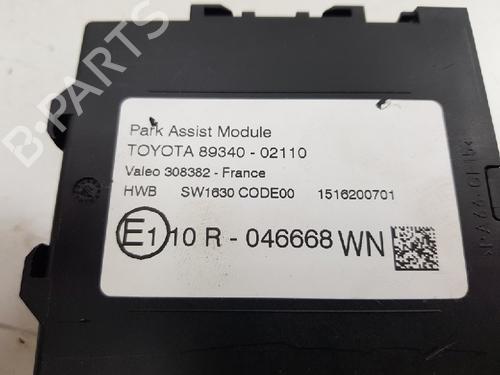 Park Assist Module
TOYOTA 89340 - 02110
Valeo 308382 - France
HWB SW1630 CODE00 1516200701
E1 10 R - 046668 WN
B-PARTS